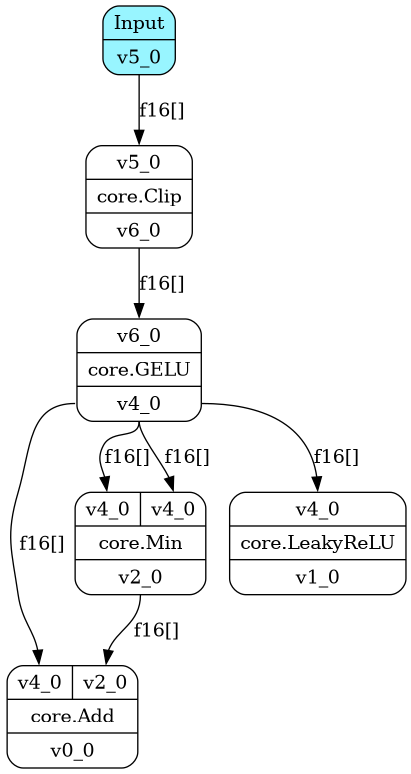 Input
v5_0
f16[]
v5_0
core.Clip
v6_0
f16[]
v6_0
core.GELU
v4_0
f16[] f16[] f16[]
v4_0 v4_0
core.Min
v2_0
v4_0
core.LeakyReLU
v1_0
f16[]
f16[]
v4_0 v2_0
core.Add
v0_0